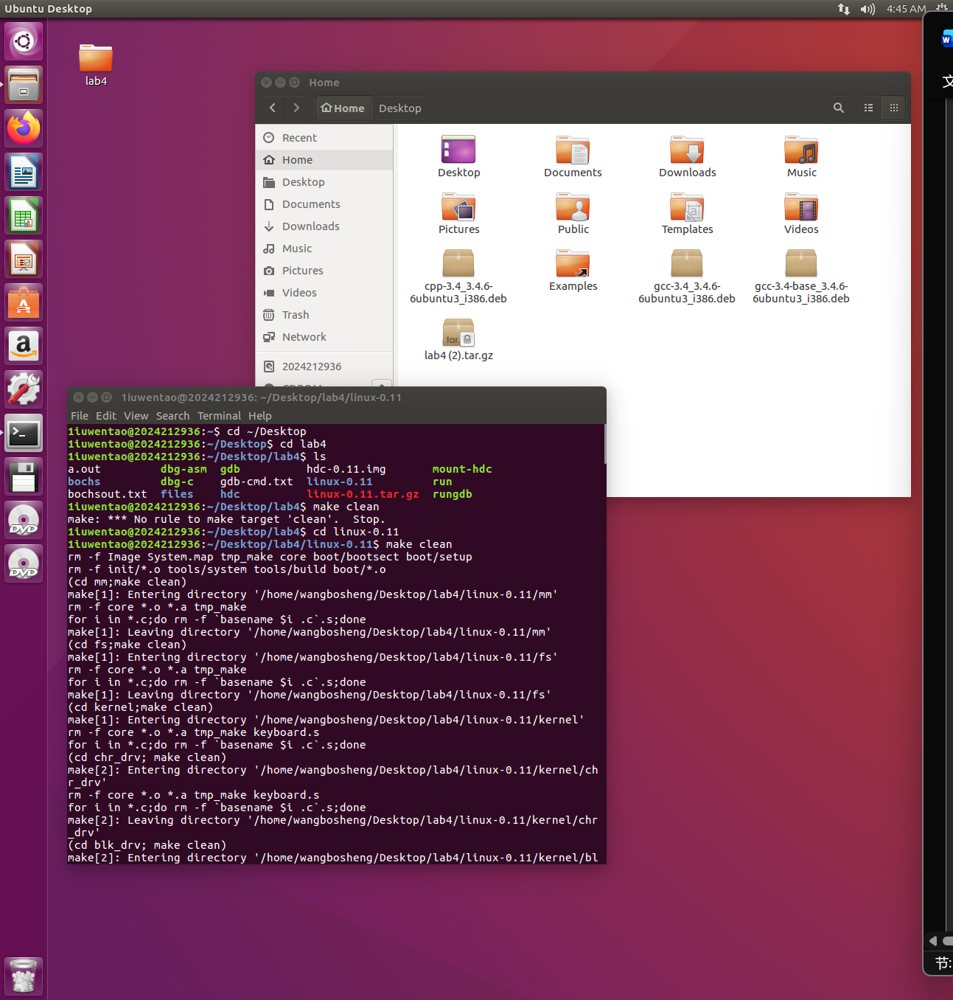 Ubuntu Desktop
4:45 AM
lab4
Home
Home
Desktop
Recent
Home
Desktop
Documents
Downloads
Music
Pictures
Videos
Trash
Network
2024212936
Desktop
Documents
Downloads
Music
Pictures
Public
Templates
Videos
cpp-3.4_3.4.6-
6ubuntu3_i386.deb
Examples
gcc-3.4_3.4.6-
6ubuntu3_i386.deb
gcc-3.4-base_3.4.6-
6ubuntu3_i386.deb
tar.
lab4 (2).tar.gz
1iuwentao@2024212936: ~/Desktop/lab4/linux-0.11
File Edit View Search Terminal Help
1iuwentao@2024212936:~$ cd ~/Desktop
1iuwentao@2024212936:~/Desktop$ cd lab4
1iuwentao@2024212936:~/Desktop/lab4$ ls
a.out dbg-asm gdb hdc-0.11.img mount-hdc
bochs dbg-c gdb-cmd.txt linux-0.11 run
bochsout.txt files hdc linux-0.11.tar.gz rungdb
1iuwentao@2024212936:~/Desktop/lab4$ make clean
make: *** No rule to make target 'clean'.  Stop.
1iuwentao@2024212936:~/Desktop/lab4$ cd linux-0.11
1iuwentao@2024212936:~/Desktop/lab4/linux-0.11$ make clean
rm -f Image System.map tmp_make core boot/bootsect boot/setup
rm -f init/*.o tools/system tools/build boot/*.o
(cd mm;make clean)
make[1]: Entering directory '/home/wangbosheng/Desktop/lab4/linux-0.11/mm'
rm -f core *.o *.a tmp_make
for i in *.c;do rm -f `basename $i .c`.s;done
make[1]: Leaving directory '/home/wangbosheng/Desktop/lab4/linux-0.11/mm'
(cd fs;make clean)
make[1]: Entering directory '/home/wangbosheng/Desktop/lab4/linux-0.11/fs'
rm -f core *.o *.a tmp_make
for i in *.c;do rm -f `basename $i .c`.s;done
make[1]: Leaving directory '/home/wangbosheng/Desktop/lab4/linux-0.11/fs'
(cd kernel;make clean)
make[1]: Entering directory '/home/wangbosheng/Desktop/lab4/linux-0.11/kernel'
rm -f core *.o *.a tmp_make keyboard.s
for i in *.c;do rm -f `basename $i .c`.s;done
(cd chr_drv; make clean)
make[2]: Entering directory '/home/wangbosheng/Desktop/lab4/linux-0.11/kernel/ch
r_drv'
rm -f core *.o *.a tmp_make keyboard.s
for i in *.c;do rm -f `basename $i .c`.s;done
make[2]: Leaving directory '/home/wangbosheng/Desktop/lab4/linux-0.11/kernel/chr
_drv'
(cd blk_drv; make clean)
make[2]: Entering directory '/home/wangbosheng/Desktop/lab4/linux-0.11/kernel/bl
DVD
DVD
W
节: